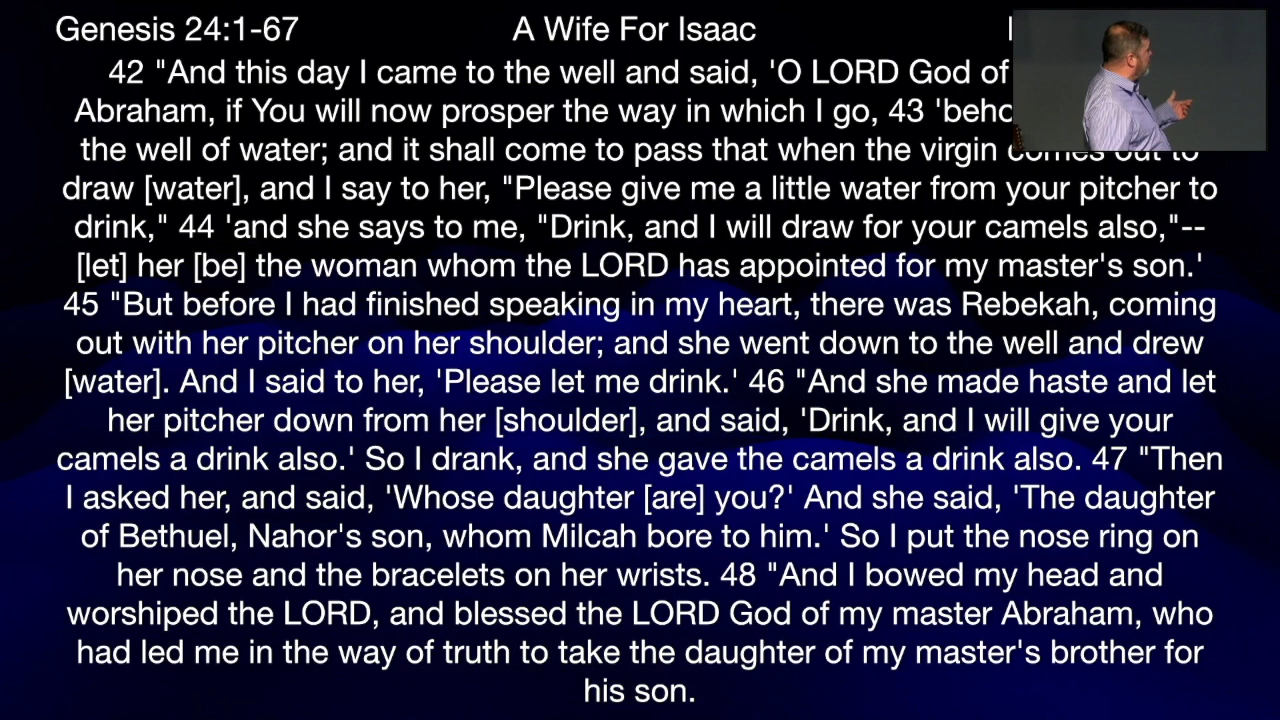 Genesis 24:1-67 A Wife For Isaac
42 "And this day I came to the well and said, 'O LORD God of
Abraham, if You will now prosper the way in which I go, 43
the well of water; and it shall come to pass that when the virgin comes out to
draw [water], and I say to her, "Please give me a little water from your pitcher to
drink," 44 'and she says to me, "Drink, and I will draw for your camels also,"--
[let] her [be] the woman whom the LORD has appointed for my master's son.'
45 "But before I had finished speaking in my heart, there was Rebekah, coming
out with her pitcher on her shoulder; and she went down to the well and drew
[water]. And I said to her, 'Please let me drink.' 46 "And she made haste and let
her pitcher down from her [shoulder], and said, 'Drink, and I will give your
camels a drink also.' So I drank, and she gave the camels a drink also. 47 "Then
I asked her, and said, 'Whose daughter [are] you?' And she said, 'The daughter
of Bethuel, Nahor's son, whom Milcah bore to him.' So I put the nose ring on
her nose and the bracelets on her wrists. 48 "And I bowed my head and
worshiped the LORD, and blessed the LORD God of my master Abraham, who
had led me in the way of truth to take the daughter of my master's brother for
his son.